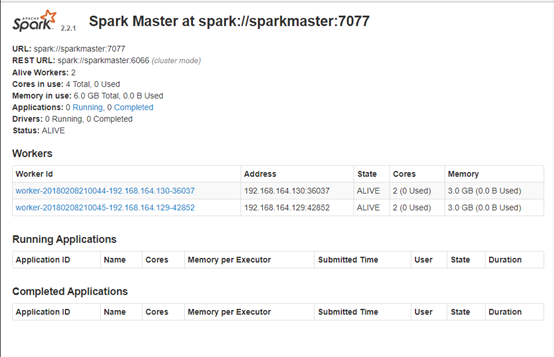 APACHE
Spark 2.2.1 Spark Master at spark://sparkmaster:7077
URL: spark://sparkmaster:7077
REST URL: spark://sparkmaster:6066 (cluster mode)
Alive Workers: 2
Cores in use: 4 Total, 0 Used
Memory in use: 6.0 GB Total, 0.0 B Used
Applications: 0 Running, 0 Completed
Drivers: 0 Running, 0 Completed
Status: ALIVE
Workers
Worker Id Address State Cores Memory
worker-20180208210044-192.168.164.130-36037 192.168.164.130:36037 ALIVE 2 (0 Used) 3.0 GB (0.0 B Used)
worker-20180208210045-192.168.164.129-42852 192.168.164.129:42852 ALIVE 2 (0 Used) 3.0 GB (0.0 B Used)
Running Applications
Application ID Name Cores Memory per Executor Submitted Time User State Duration
Completed Applications
Application ID Name Cores Memory per Executor Submitted Time User State Duration